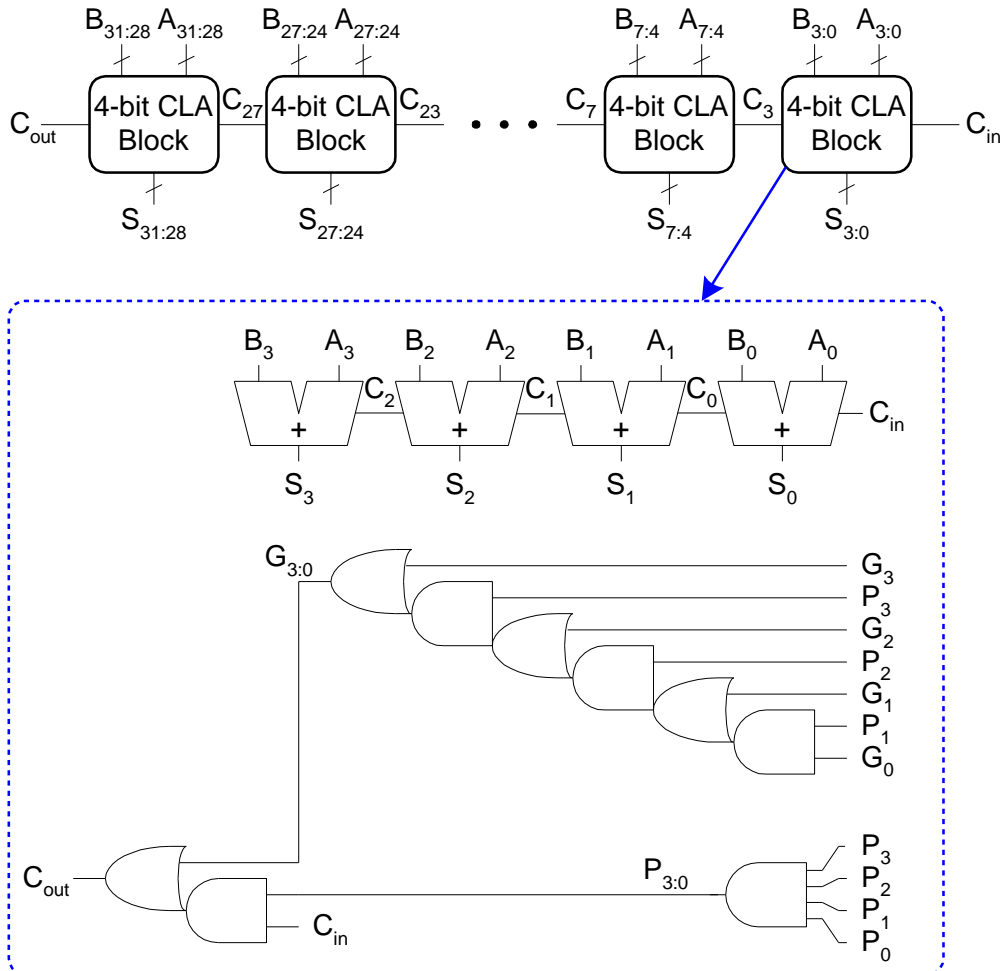 B31:28 A31:28 B27:24 A27:24 B7:4 A7:4 B3:0 A3:0
4-bit CLA Block C27 4-bit CLA Block C23 • • • C7 4-bit CLA Block C3 4-bit CLA Block
Cout Cin
S31:28 S27:24 S7:4 S3:0
B3 A3 B2 A2 B1 A1 B0 A0
C2 C1 C0 Cin
+ + + +
S3 S2 S1 S0
G3:0 G3
P3
G2
P2
G1
P1
G0
P3
Cout P3:0 P2
P1
Cin P0